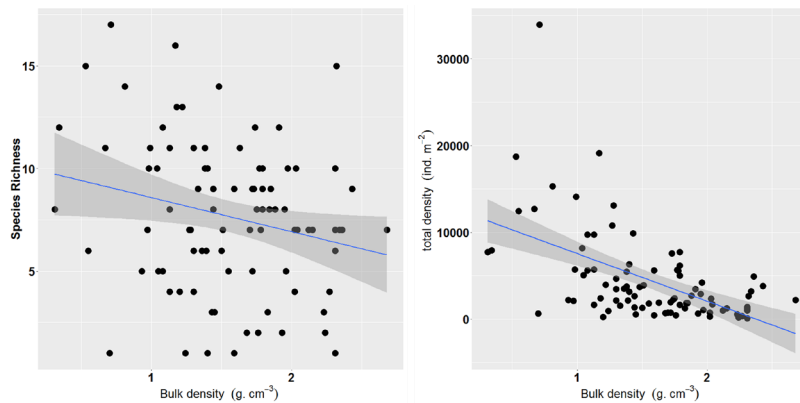 Species Richness
15
10
5
1
2
Bulk density (g. cm⁻³)
total density (ind. m⁻²)
30000
20000
10000
0
1
2
Bulk density (g. cm⁻³)